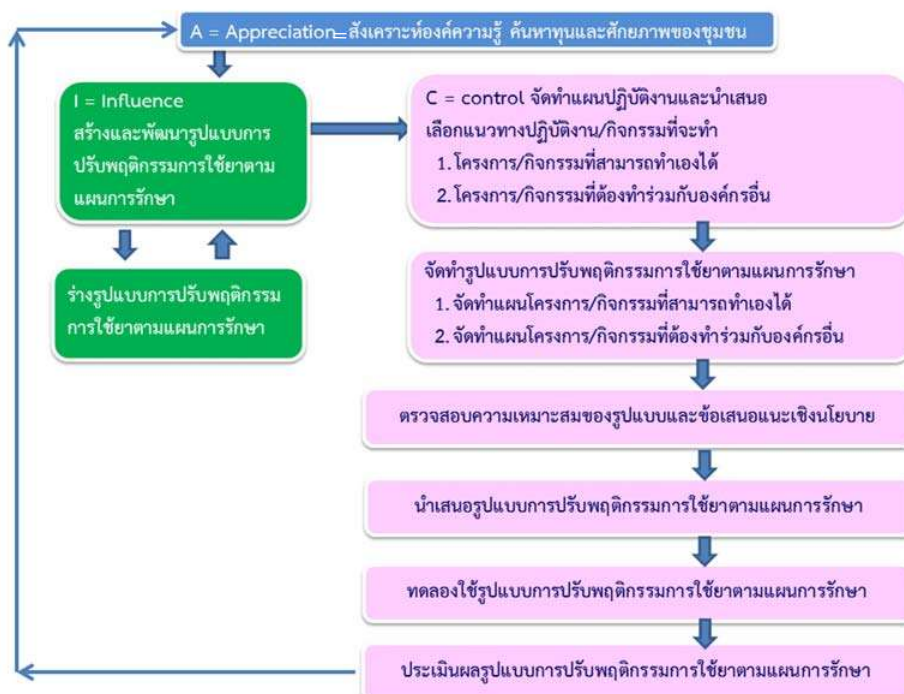 A = Appreciation=สังเคราะห์องค์ความรู้ ค้นหาทุนและศักยภาพของชุมชน
I = Influence
สร้างและพัฒนารูปแบบการ
ปรับพฤติกรรมการใช้ยาตาม
แผนการรักษา
ร่างรูปแบบการปรับพฤติกรรม
การใช้ยาตามแผนการรักษา
C = control จัดทำแผนปฏิบัติงานและนำเสนอ
เลือกแนวทางปฏิบัติงาน/กิจกรรมที่จะทำ
1. โครงการ/กิจกรรมที่สามารถทำเองได้
2. โครงการ/กิจกรรมที่ต้องทำร่วมกับองค์กรอื่น
จัดทำรูปแบบการปรับพฤติกรรมการใช้ยาตามแผนการรักษา
1. จัดทำแผนโครงการ/กิจกรรมที่สามารถทำเองได้
2. จัดทำแผนโครงการ/กิจกรรมที่ต้องทำร่วมกับองค์กรอื่น
ตรวจสอบความเหมาะสมของรูปแบบและข้อเสนอแนะเชิงนโยบาย
นำเสนอรูปแบบการปรับพฤติกรรมการใช้ยาตามแผนการรักษา
ทดลองใช้รูปแบบการปรับพฤติกรรมการใช้ยาตามแผนการรักษา
ประเมินผลรูปแบบการปรับพฤติกรรมการใช้ยาตามแผนการรักษา